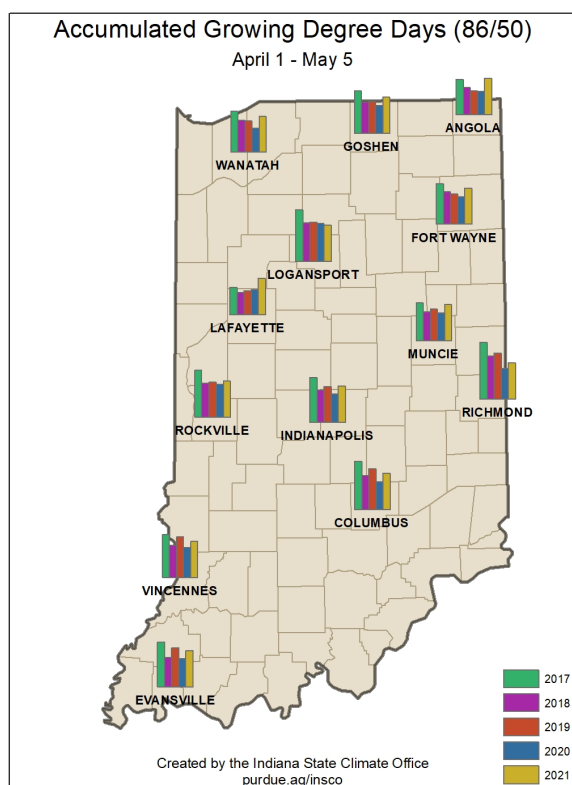 Accumulated Growing Degree Days (86/50)
April 1 - May 5
ANGOLA
GOSHEN
WANATAH
FORT WAYNE
LOGANSPORT
LAFAYETTE
MUNCIE
RICHMOND
ROCKVILLE
INDIANAPOLIS
COLUMBUS
VINCENNES
EVANSVILLE
2017
2018
2019
2020
2021
Created by the Indiana State Climate Office
purdue.ag/insco